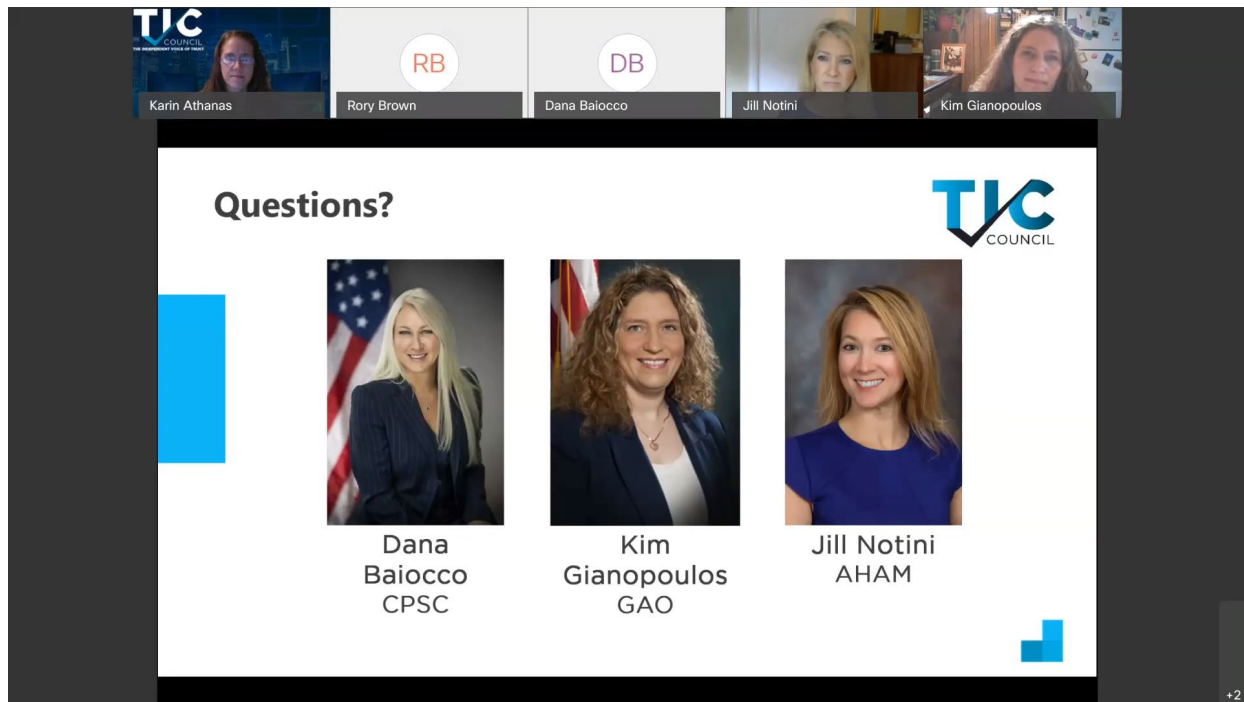 TIC
COUNCIL
THE INDEPENDENT VOICE OF TRUST
Karin Athanas
RB
Rory Brown
DB
Dana Baiocco
Jill Notini
Kim Gianopoulos
Questions?
TIC
COUNCIL
Dana
Baiocco
CPSC
Kim
Gianopoulos
GAO
Jill Notini
AHAM
+2